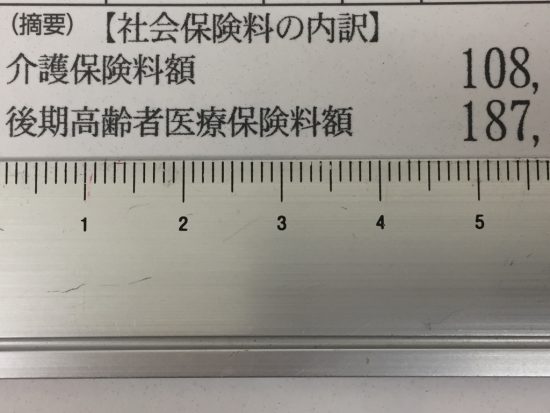 (摘要) 【社会保険料の内訳】
介護保険料額 108,
後期高齢者医療保険料額 187,
1 2 3 4 5